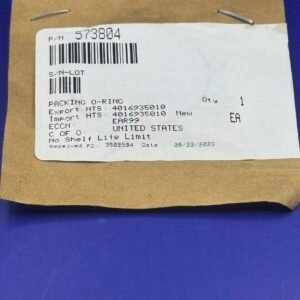 P/N 573804
S/N-LOT
PACKING O-RING Qty 1
Export HTS: 4016935010
Import HTS: 4016935010 New EA
ECCN: EAR99
C OF O: UNITED STATES
No Shelf Life Limit
Received PO: 3502594 Date: 08/22/2023